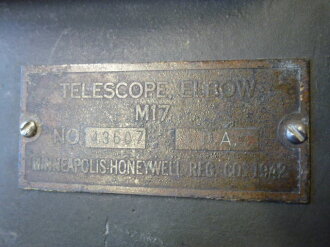 TELESCOPE ELBOW
M17
NO. 43607 A.
MINNEAPOLIS-HONEYWELL REG. CO. 1942